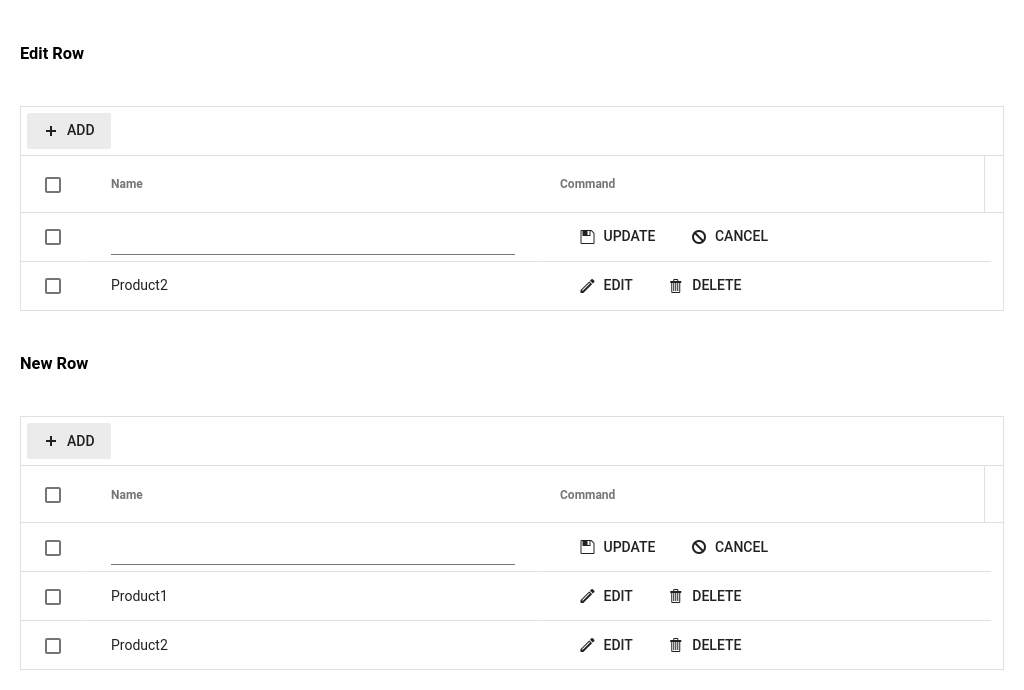 Edit Row
ADD
Name Command
UPDATE CANCEL
Product2 EDIT DELETE
New Row
ADD
Name Command
UPDATE CANCEL
Product1 EDIT DELETE
Product2 EDIT DELETE